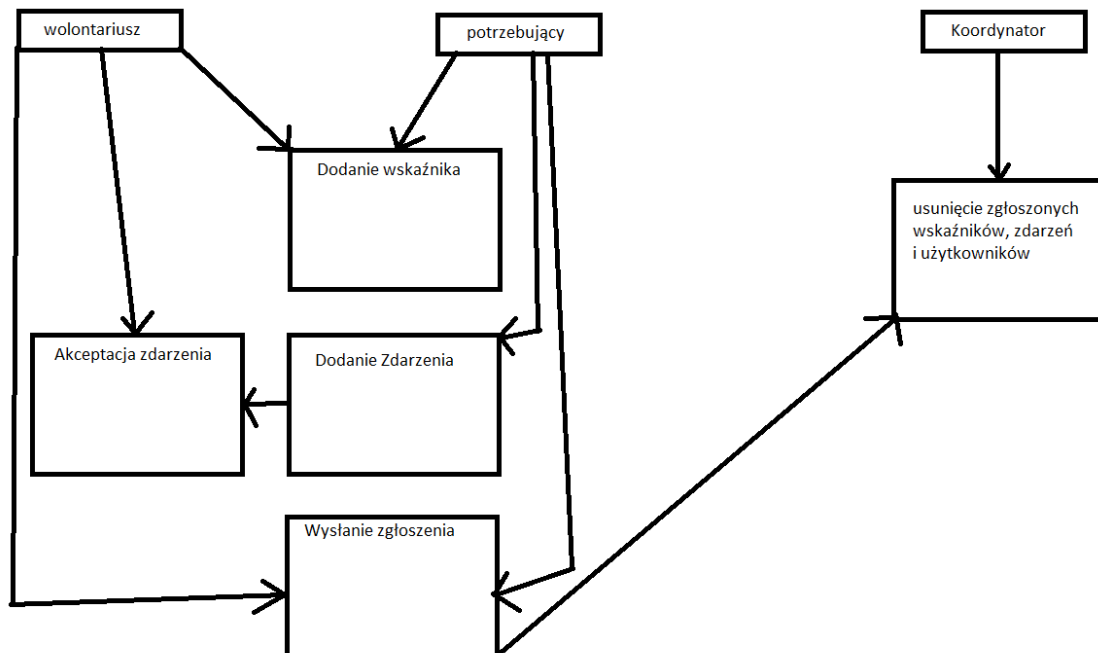 wolontariusz
potrzebujący
Koordynator
Dodanie wskaźnika
usunięcie zgłoszonych
wskaźników, zdarzeń
i użytkowników
Akceptacja zdarzenia
Dodanie Zdarzenia
Wysłanie zgłoszenia